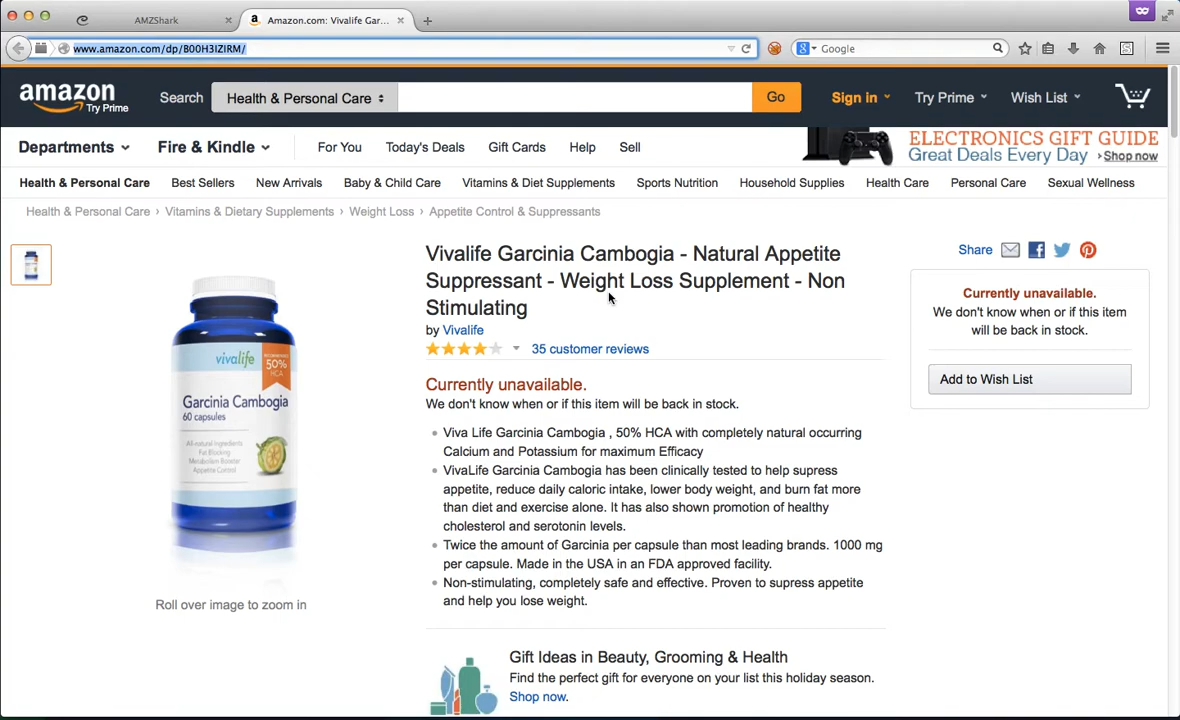 AMZShark
Amazon.com: Vivalife Gar...
www.amazon.com/dp/B00H3IZIRM/
Google
amazon
Try Prime
Search
Health & Personal Care
Go
Sign in
Try Prime
Wish List
Departments
Fire & Kindle
For You
Today's Deals
Gift Cards
Help
Sell
ELECTRONICS GIFT GUIDE
Great Deals Every Day
Shop now
Health & Personal Care
Best Sellers
New Arrivals
Baby & Child Care
Vitamins & Diet Supplements
Sports Nutrition
Household Supplies
Health Care
Personal Care
Sexual Wellness
Health & Personal Care › Vitamins & Dietary Supplements › Weight Loss › Appetite Control & Suppressants
vivalife
50%
HCA
Garcinia Cambogia
60 capsules
All-natural Ingredients
Fat Blocking
Metabolism Booster
Appetite Control
Roll over image to zoom in
Vivalife Garcinia Cambogia - Natural Appetite
Suppressant - Weight Loss Supplement - Non
Stimulating
by Vivalife
35 customer reviews
Currently unavailable.
We don't know when or if this item will be back in stock.
Viva Life Garcinia Cambogia , 50% HCA with completely natural occurring
Calcium and Potassium for maximum Efficacy
VivaLife Garcinia Cambogia has been clinically tested to help supress
appetite, reduce daily caloric intake, lower body weight, and burn fat more
than diet and exercise alone. It has also shown promotion of healthy
cholesterol and serotonin levels.
Twice the amount of Garcinia per capsule than most leading brands. 1000 mg
per capsule. Made in the USA in an FDA approved facility.
Non-stimulating, completely safe and effective. Proven to supress appetite
and help you lose weight.
Gift Ideas in Beauty, Grooming & Health
Find the perfect gift for everyone on your list this holiday season.
Shop now.
Share
Currently unavailable.
We don't know when or if this item
will be back in stock.
Add to Wish List